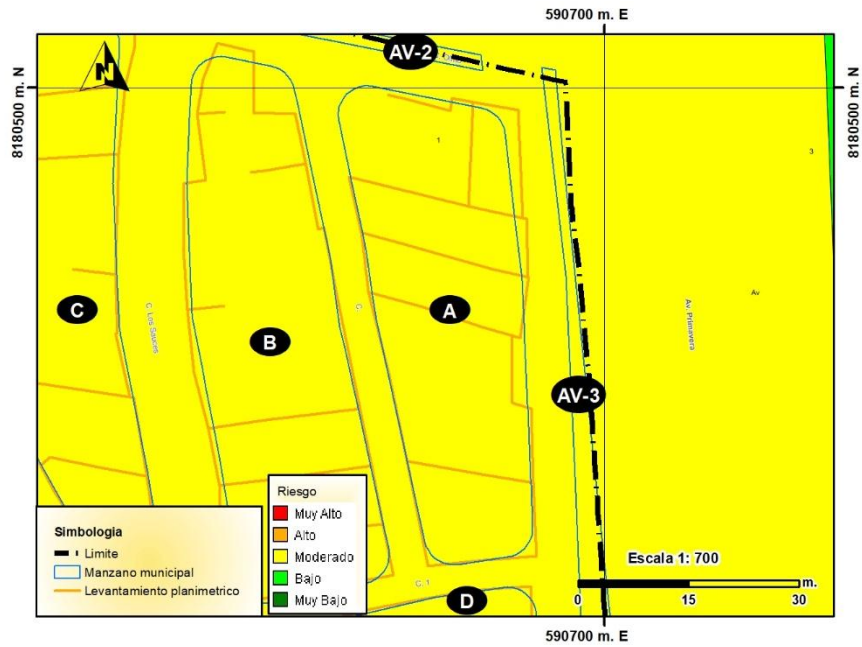 590700 m. E
AV-2
N
8180500 m. N
8180500 m. N
1
3
C
C. Los Sauces
B
C.
A
Av. Primavera
Av
AV-3
Simbologia
Limite
Manzano municipal
Levantamiento planimetrico
Riesgo
Muy Alto
Alto
Moderado
Bajo
Muy Bajo
C. 1
D
Escala 1: 700
m.
0 15 30
590700 m. E